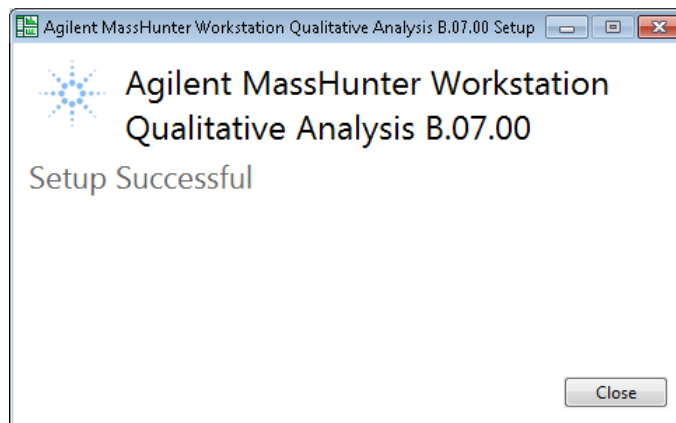 Agilent MassHunter Workstation Qualitative Analysis B.07.00 Setup
Agilent MassHunter Workstation
Qualitative Analysis B.07.00
Setup Successful
Close